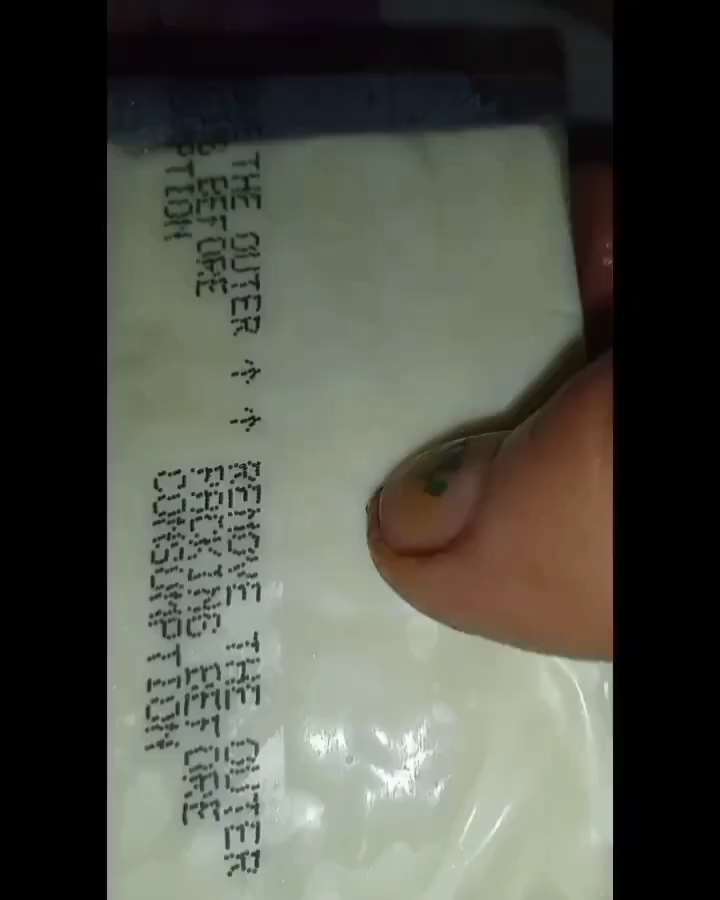 THE OUTER
BEFORE
REMOVE THE OUTER
PACKING BEFORE
CONSUMPTION